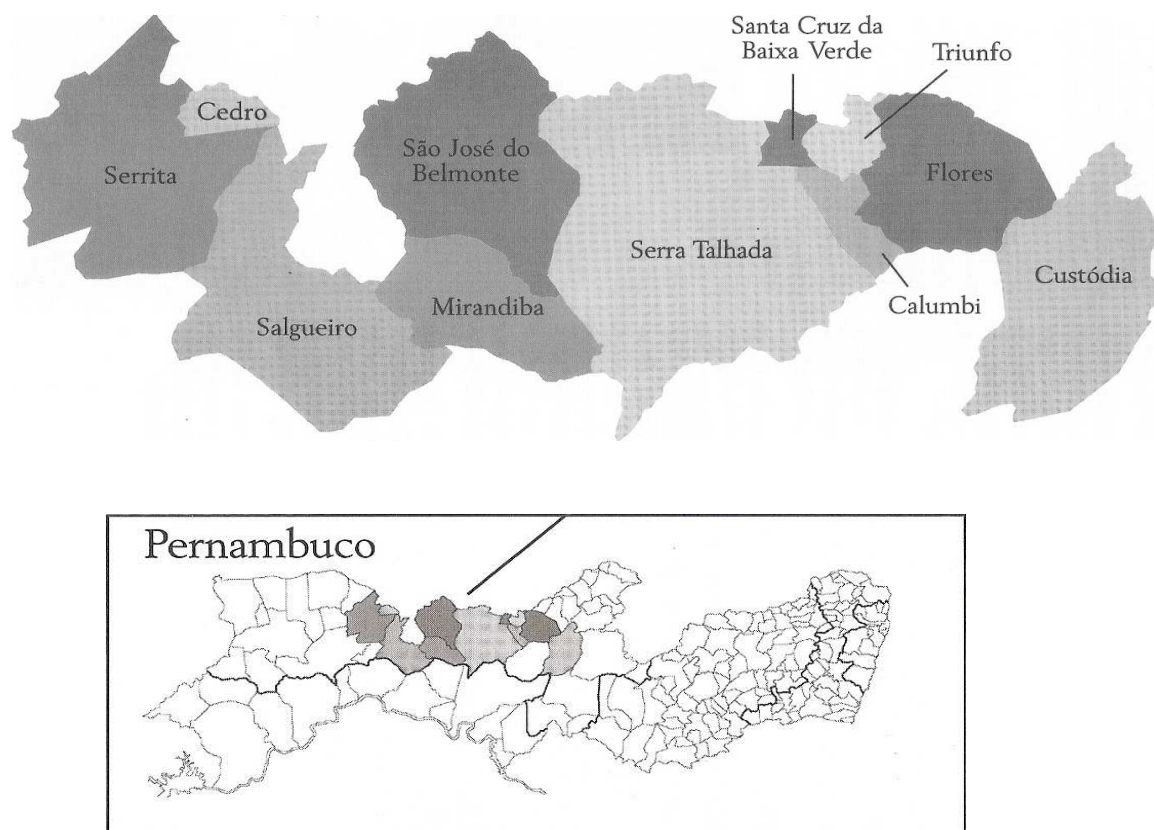 Santa Cruz da
Baixa Verde
Triunfo
Cedro
Serrita
São José do
Belmonte
Flores
Serra Talhada
Custódia
Mirandiba
Calumbi
Salgueiro
Pernambuco